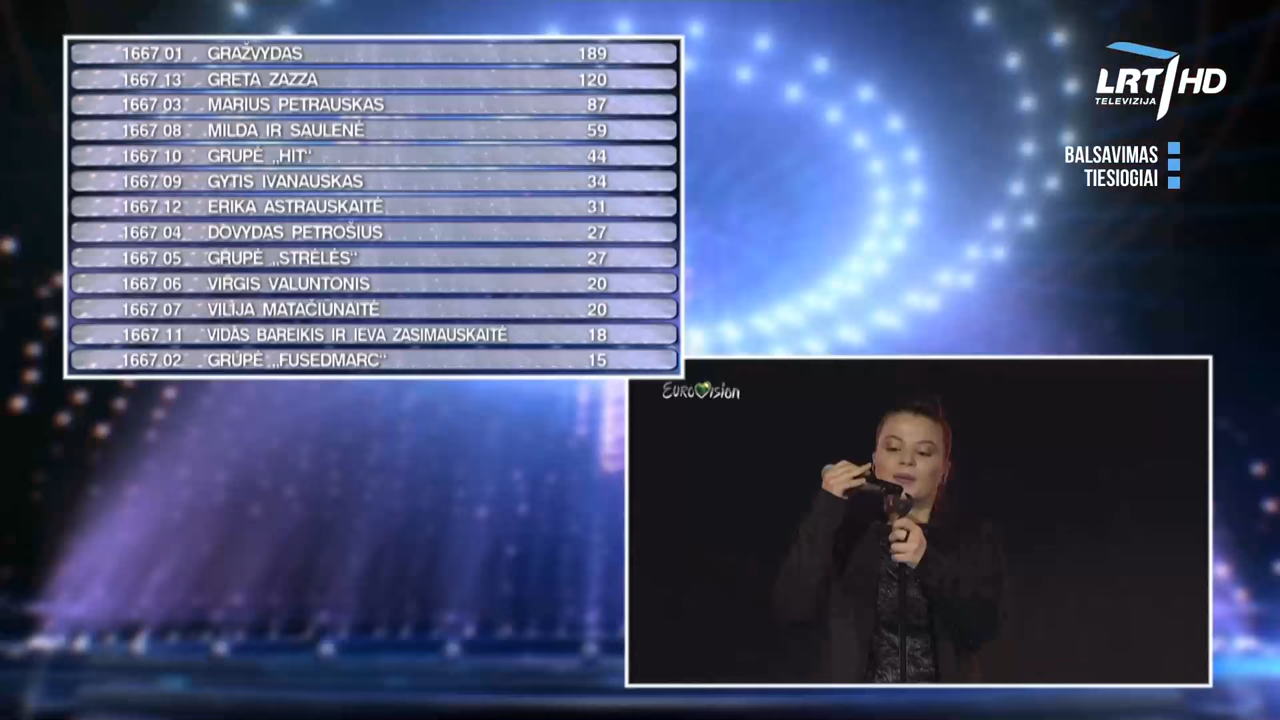 1667 01 GRAŽVYDAS 189
1667 13 GRETA ZAZZA 120
1667 03 MARIUS PETRAUSKAS 87
1667 08 MILDA IR SAULENĖ 59
1667 10 GRUPĖ „HIT“ 44
1667 09 GYTIS IVANAUSKAS 34
1667 12 ERIKA ASTRAUSKAITĖ 31
1667 04 DOVYDAS PETROŠIUS 27
1667 05 GRUPĖ „STRĖLĖS“ 27
1667 06 VIRGIS VALUNTONIS 20
1667 07 VILIJA MATAČIŪNAITĖ 20
1667 11 VIDAS BAREIKIS IR IEVA ZASIMAUSKAITĖ 18
1667 02 GRUPĖ „FUSEDMARC“ 15
LRT HD
TELEVIZIJA
BALSAVIMAS
TIESIOGIAI
EUROVISION